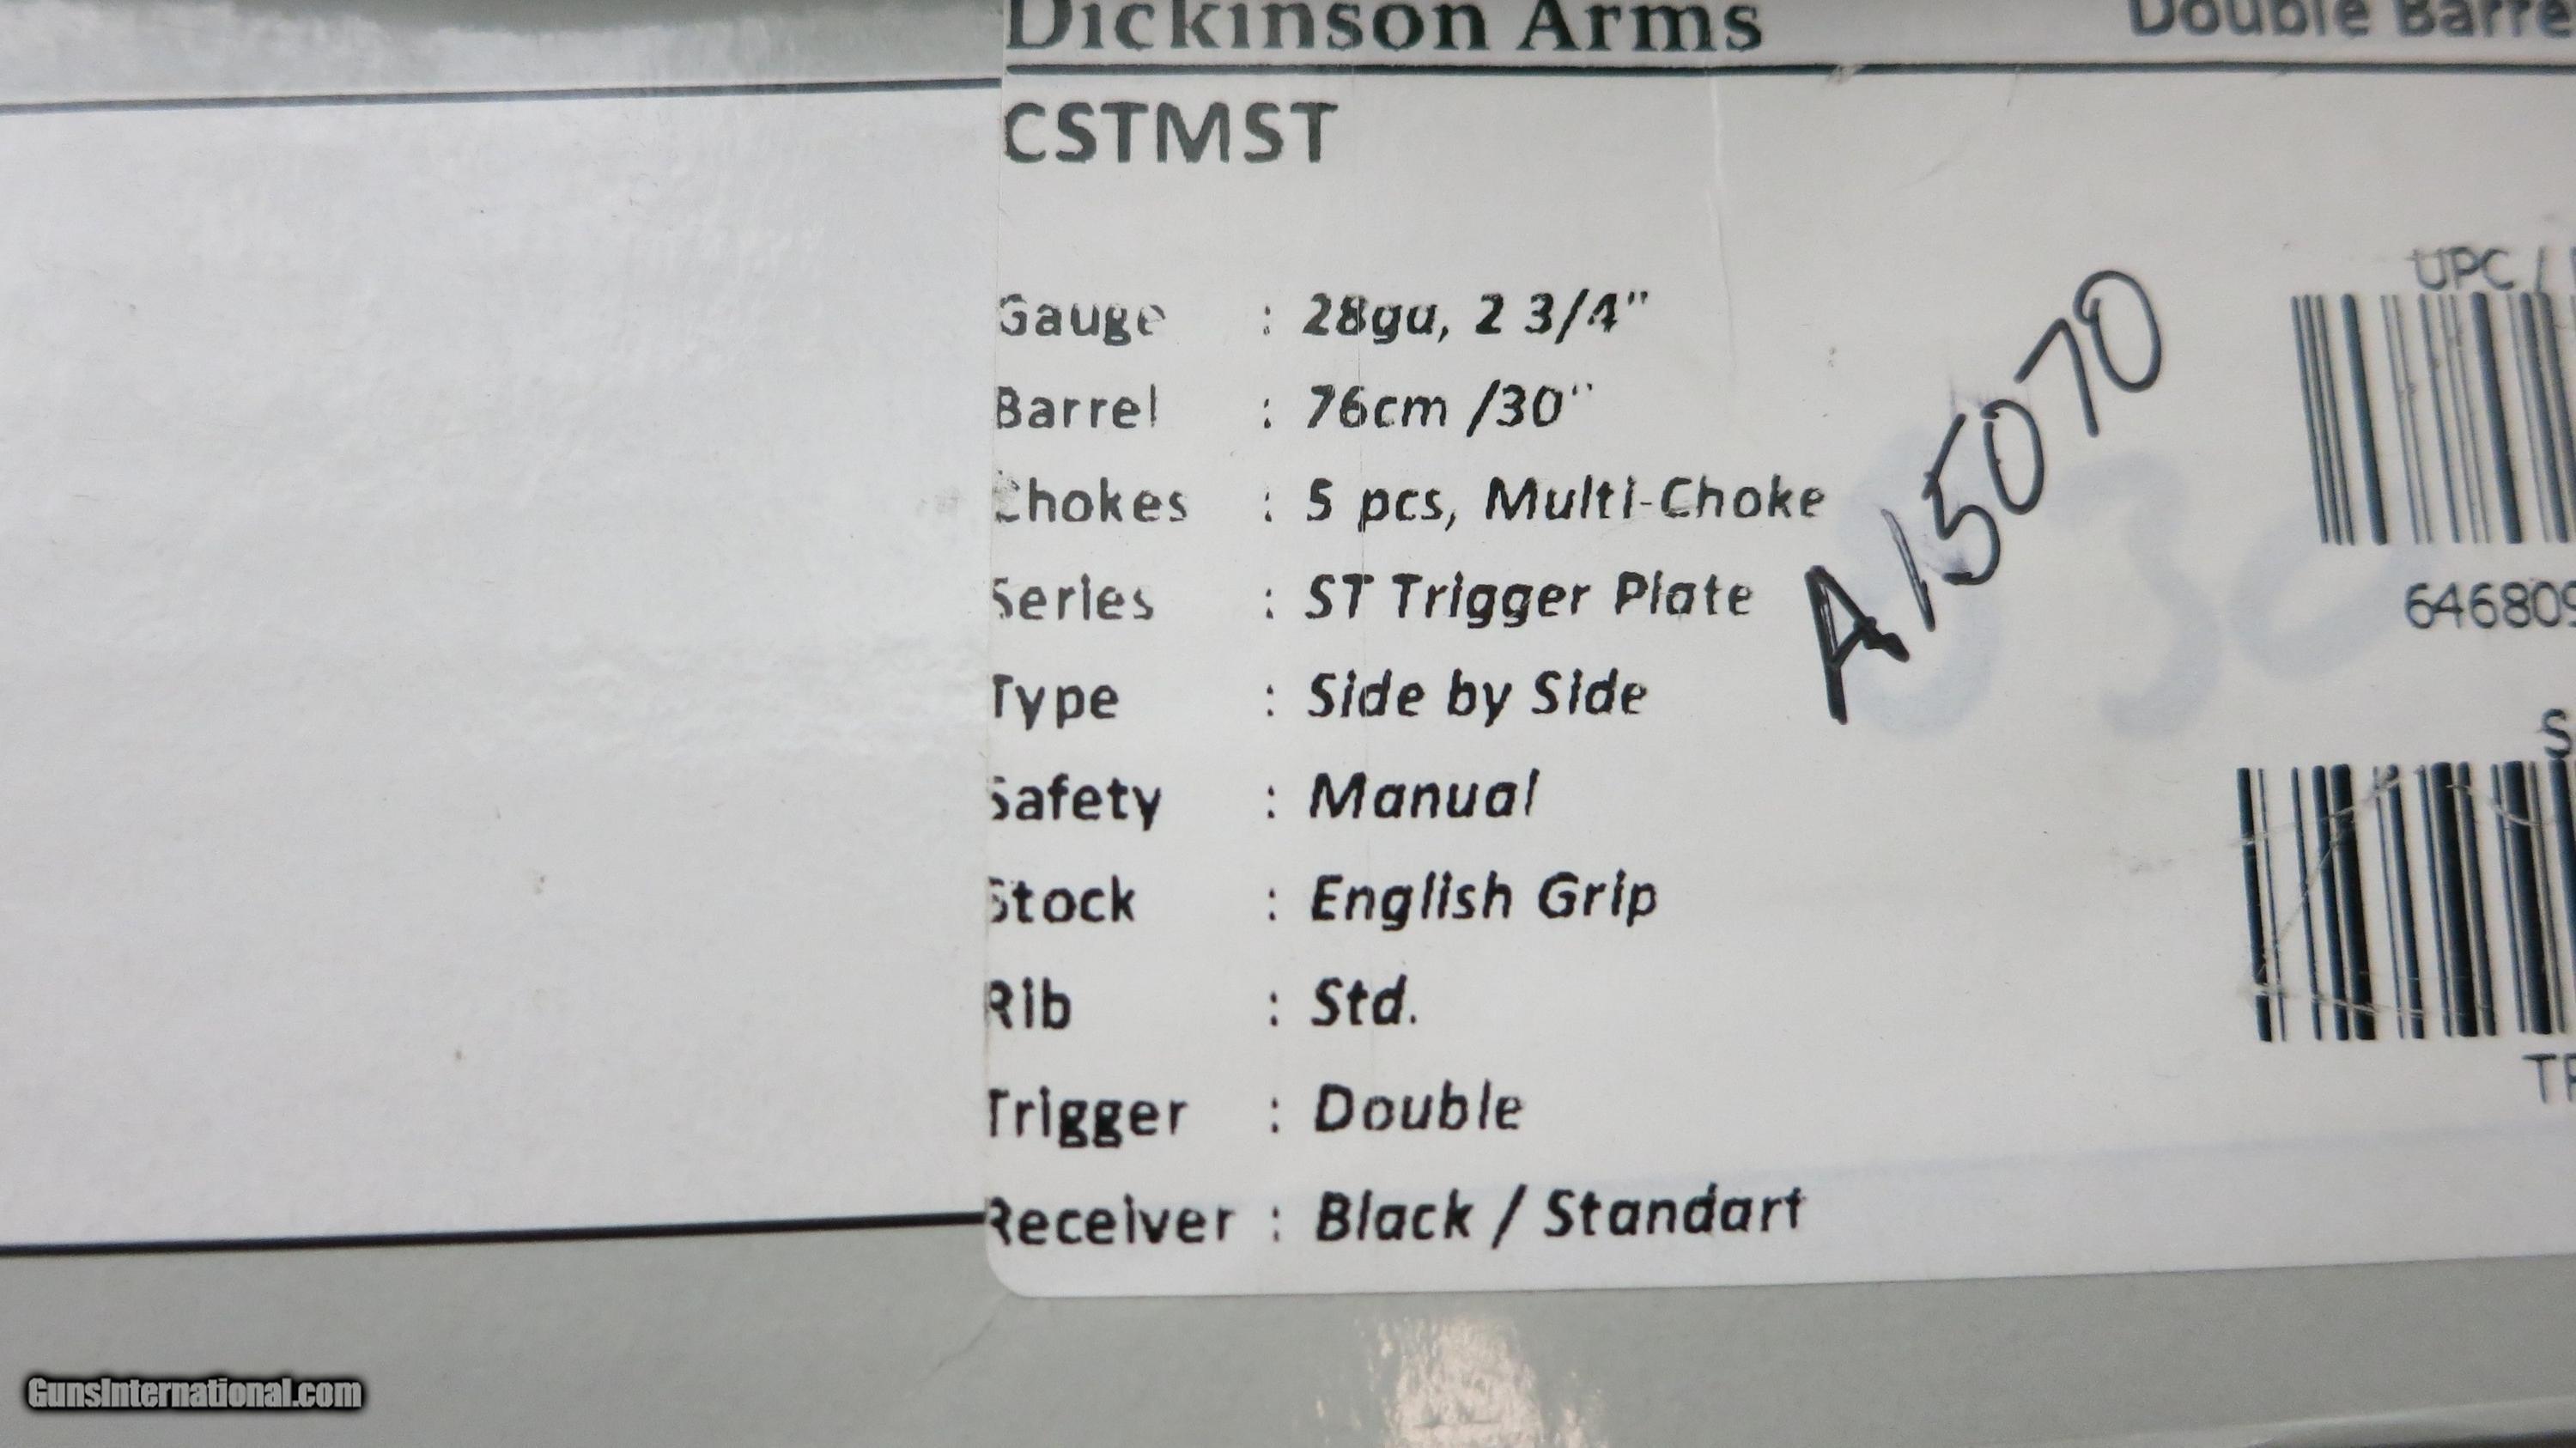 Dickinson Arms
Double Barre
CSTMST
Gauge : 28ga, 2 3/4"
Barrel : 76cm /30"
Chokes : 5 pcs, Multi-Choke
Series : ST Trigger Plate
Type : Side by Side
Safety : Manual
Stock : English Grip
Rib : Std.
Trigger : Double
Receiver : Black / Standart
A15070
UPC /
646809
S
TR
GunsInternational.com